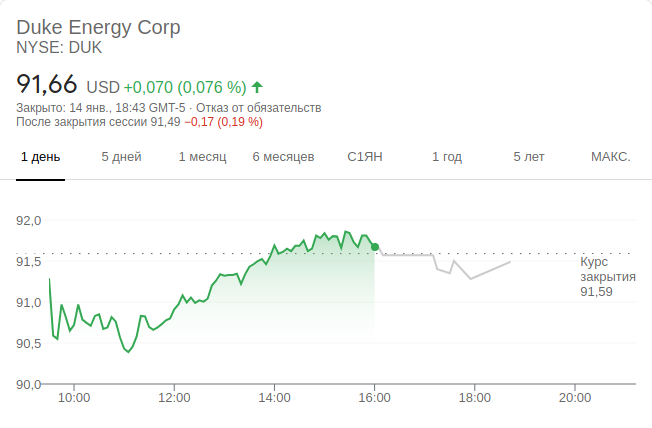 Duke Energy Corp
NYSE: DUK
91,66 USD +0,070 (0,076 %)
Закрыто: 14 янв., 18:43 GMT-5 · Отказ от обязательств
После закрытия сессии 91,49 −0,17 (0,19 %)
1 день 5 дней 1 месяц 6 месяцев С1ЯН 1 год 5 лет МАКС.
92,0
91,5
Курс
закрытия
91,59
91,0
90,5
90,0
10:00 12:00 14:00 16:00 18:00 20:00